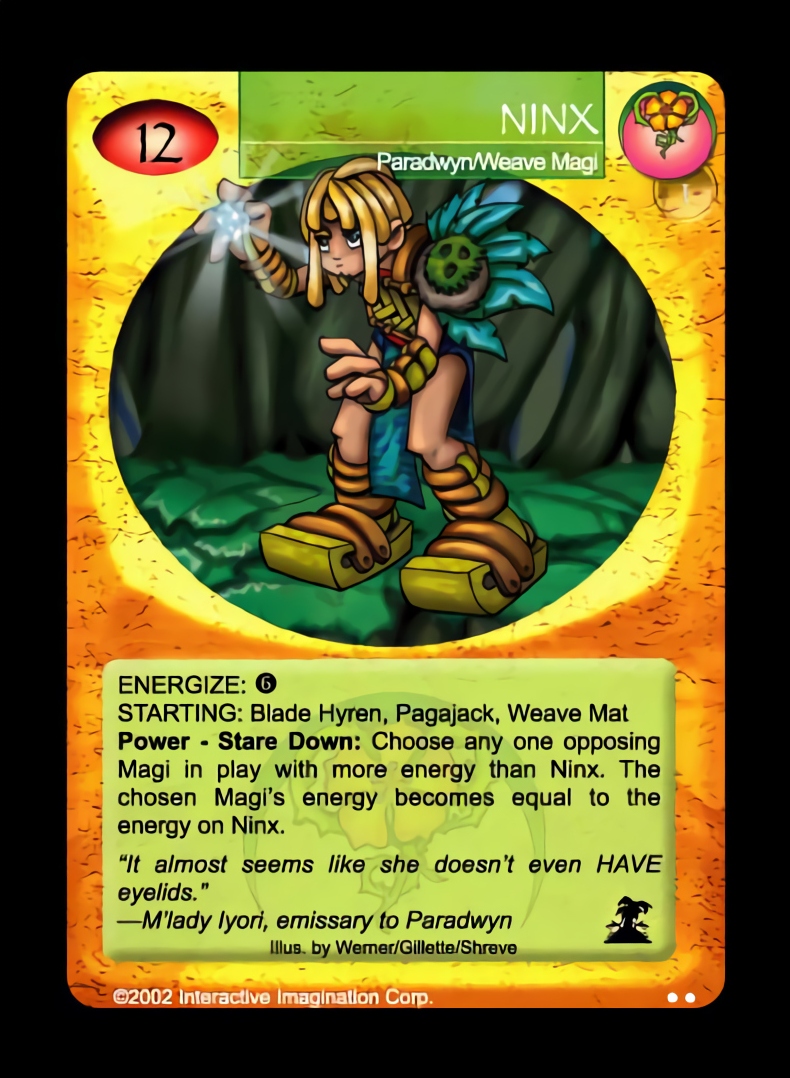 12
NINX
Paradwyn/Weave Magi
1
ENERGIZE: 6
STARTING: Blade Hyren, Pagajack, Weave Mat
Power - Stare Down: Choose any one opposing
Magi in play with more energy than Ninx. The
chosen Magi's energy becomes equal to the
energy on Ninx.
“It almost seems like she doesn't even HAVE
eyelids.”
—M'lady Iyori, emissary to Paradwyn
Illus. by Werner/Gillette/Shreve
©2002 Interactive Imagination Corp.